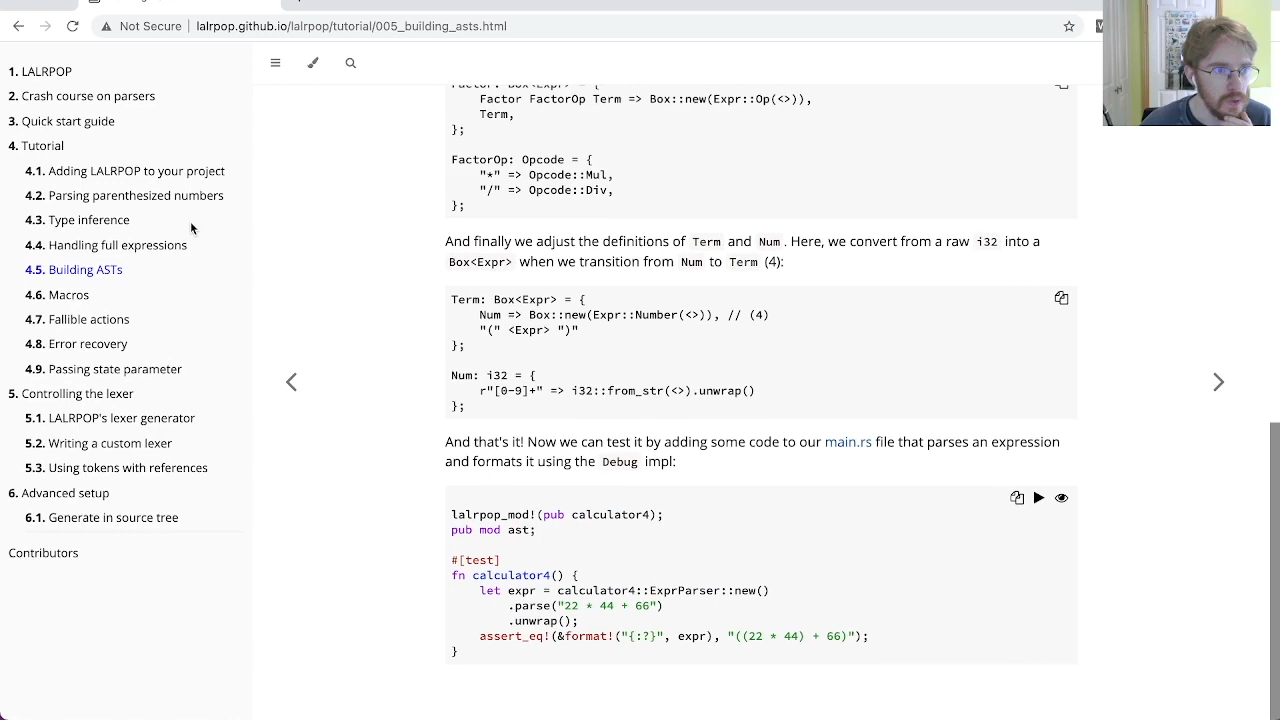 Not Secure | lalrpop.github.io/lalrpop/tutorial/005_building_asts.html
1. LALRPOP
2. Crash course on parsers
3. Quick start guide
4. Tutorial
4.1. Adding LALRPOP to your project
4.2. Parsing parenthesized numbers
4.3. Type inference
4.4. Handling full expressions
4.5. Building ASTs
4.6. Macros
4.7. Fallible actions
4.8. Error recovery
4.9. Passing state parameter
5. Controlling the lexer
5.1. LALRPOP's lexer generator
5.2. Writing a custom lexer
5.3. Using tokens with references
6. Advanced setup
6.1. Generate in source tree
Contributors
Factor: Box<Expr> = {
Factor FactorOp Term => Box::new(Expr::Op(<>)),
Term,
};
FactorOp: Opcode = {
"*" => Opcode::Mul,
"/" => Opcode::Div,
};
And finally we adjust the definitions of Term and Num. Here, we convert from a raw i32 into a
Box<Expr> when we transition from Num to Term (4):
Term: Box<Expr> = {
Num => Box::new(Expr::Number(<>)), // (4)
"(" <Expr> ")"
};
Num: i32 = {
r"[0-9]+" => i32::from_str(<>).unwrap()
};
And that's it! Now we can test it by adding some code to our main.rs file that parses an expression
and formats it using the Debug impl:
lalrpop_mod!(pub calculator4);
pub mod ast;
#[test]
fn calculator4() {
let expr = calculator4::ExprParser::new()
.parse("22 * 44 + 66")
.unwrap();
assert_eq!(&format!("{:?}", expr), "((22 * 44) + 66)");
}